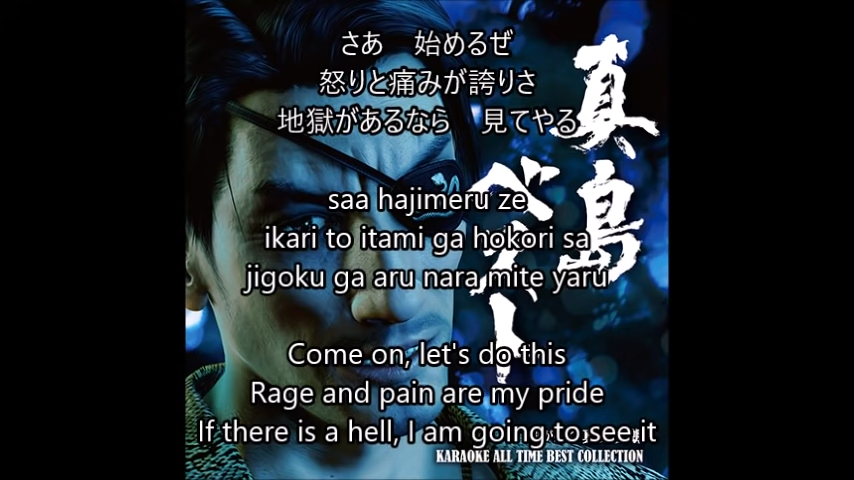 さあ　始めるぜ
怒りと痛みが誇りさ
地獄があるなら　見てやる
真島
ベスト
saa hajimeru ze
ikari to itami ga hokori sa
jigoku ga aru nara mite yaru
Come on, let's do this
Rage and pain are my pride
If there is a hell, I am going to see it
KARAOKE ALL TIME BEST COLLECTION